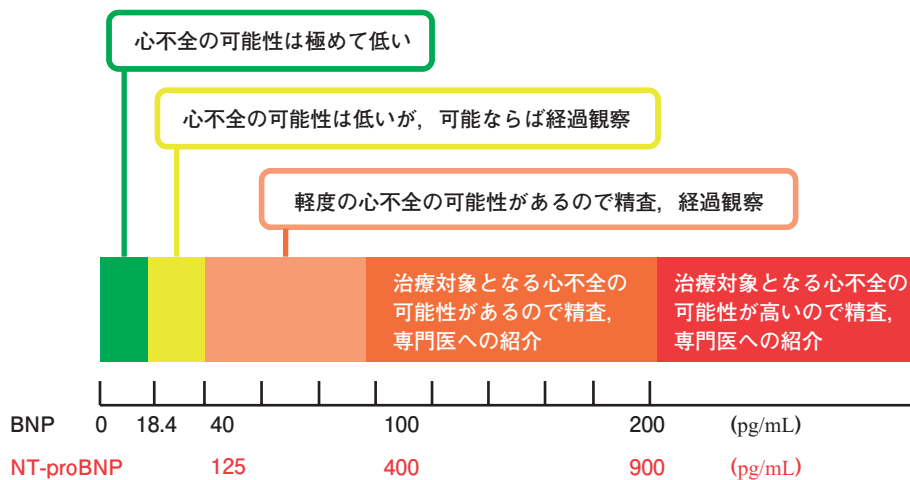 心不全の可能性は極めて低い
心不全の可能性は低いが，可能ならば経過観察
軽度の心不全の可能性があるので精査，経過観察
治療対象となる心不全の
可能性があるので精査，
専門医への紹介
治療対象となる心不全の
可能性が高いので精査，
専門医への紹介
BNP 0 18.4 40 100 200 (pg/mL)
NT-proBNP 125 400 900 (pg/mL)